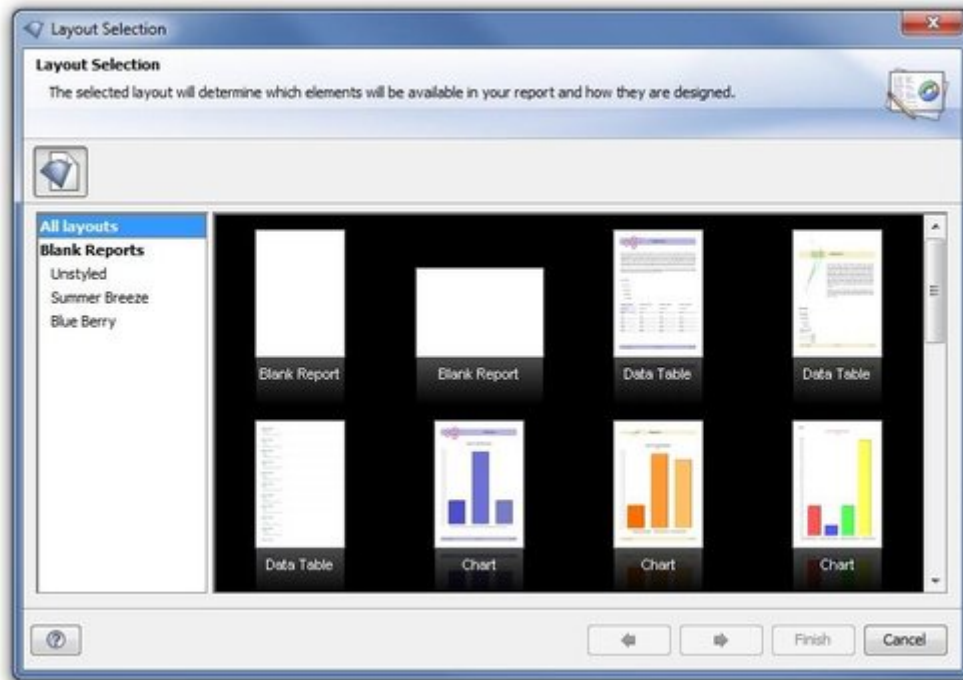 Layout Selection
Layout Selection
The selected layout will determine which elements will be available in your report and how they are designed.
All layouts
Blank Reports
Unstyled
Summer Breeze
Blue Berry
Blank Report
Blank Report
Data Table
Data Table
Data Table
Chart
Chart
Chart
Finish
Cancel